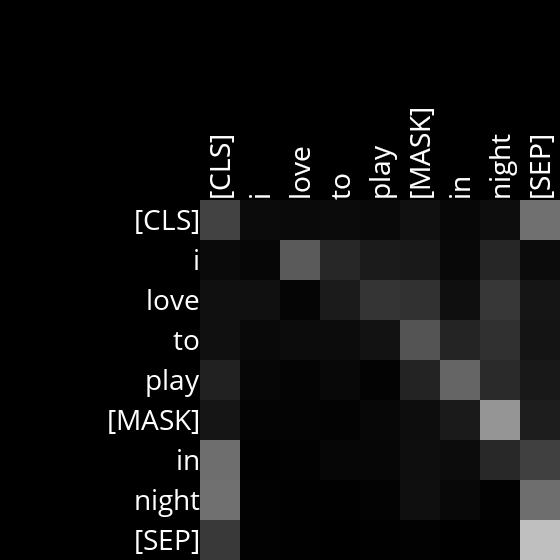 [CLS]
i
love
to
play
[MASK]
in
night
[SEP]
[CLS]
i
love
to
play
[MASK]
in
night
[SEP]